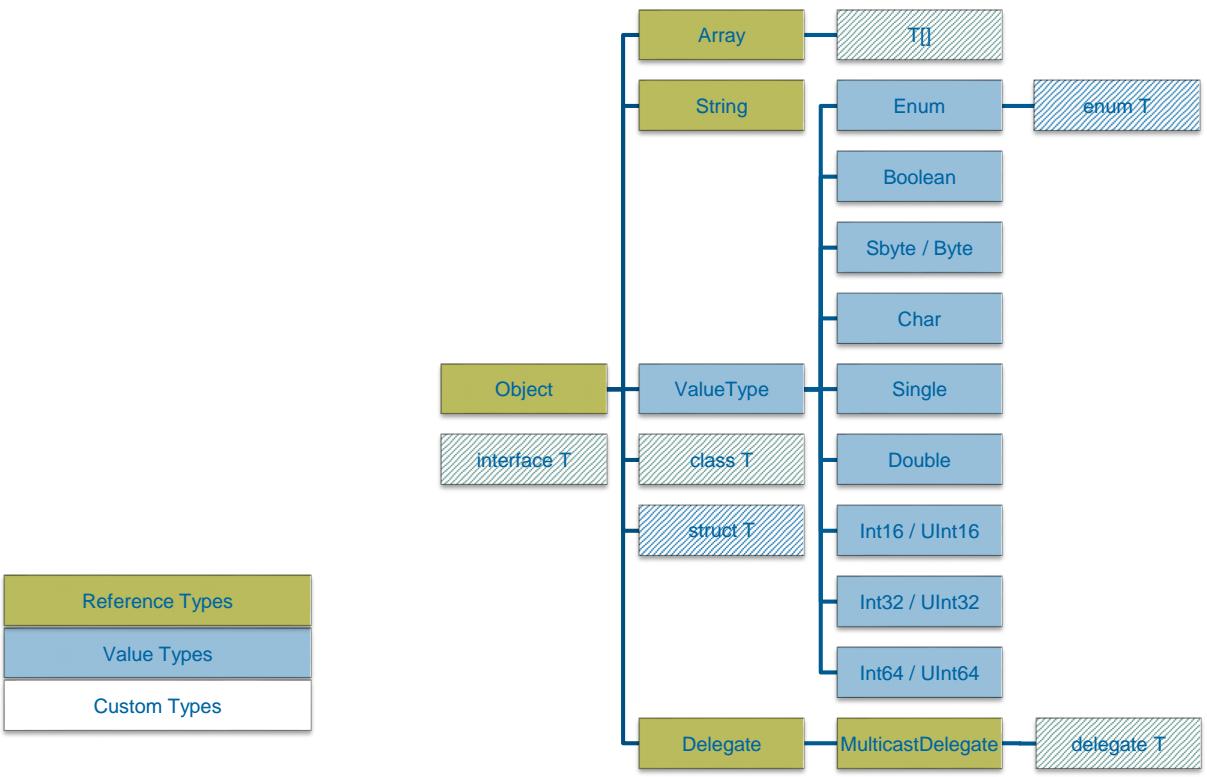 Array
T[]
String
Enum
enum T
Boolean
Sbyte / Byte
Char
Object
ValueType
Single
interface T
class T
Double
struct T
Int16 / UInt16
Reference Types
Int32 / UInt32
Value Types
Int64 / UInt64
Custom Types
Delegate
MulticastDelegate
delegate T